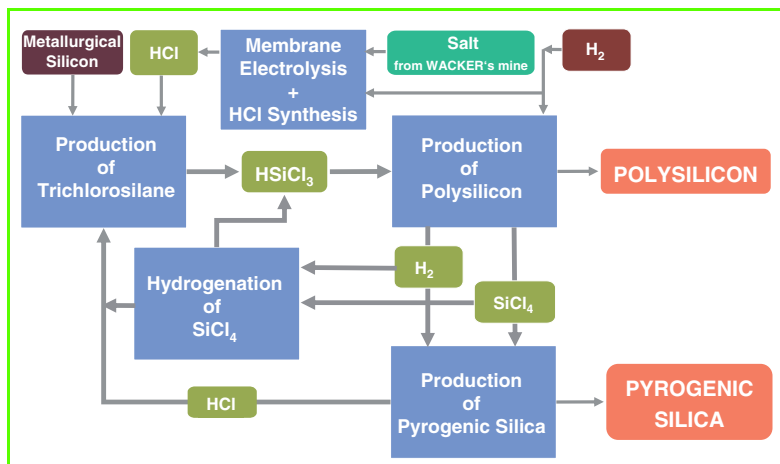 Metallurgical
Silicon
HCl
Membrane
Electrolysis
+
HCl Synthesis
Salt
from WACKER's mine
H₂
Production
of
Trichlorosilane
HSiCl₃
Production
of
Polysilicon
POLYSILICON
Hydrogenation
of
SiCl₄
H₂
SiCl₄
HCl
Production
of
Pyrogenic Silica
PYROGENIC
SILICA